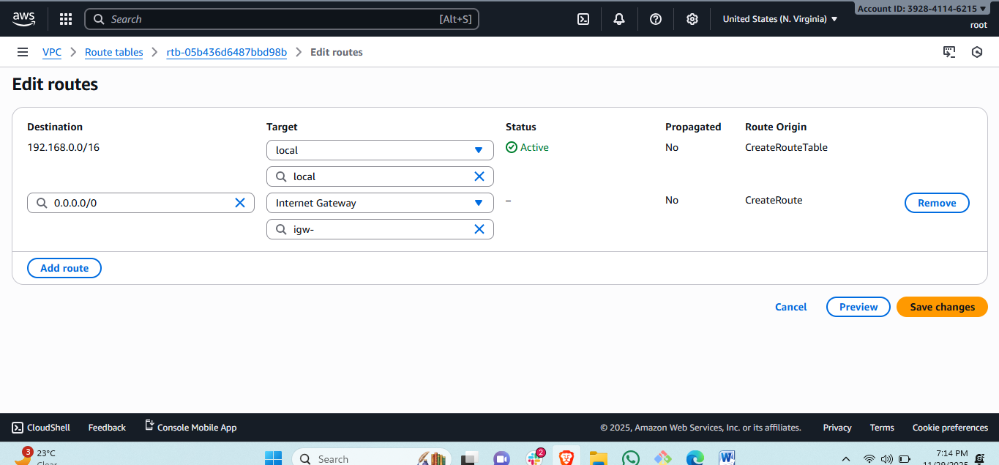 aws
Search [Alt+S]
United States (N. Virginia)
Account ID: 3928-4114-6215
root
VPC > Route tables > rtb-05b436d6487bbd98b > Edit routes
Edit routes
Destination Target Status Propagated Route Origin
192.168.0.0/16 local Active No CreateRouteTable
local
0.0.0.0/0 Internet Gateway – No CreateRoute Remove
igw-
Add route
Cancel Preview Save changes
CloudShell Feedback Console Mobile App © 2025, Amazon Web Services, Inc. or its affiliates. Privacy Terms Cookie preferences
3 23°C Search 2 7:14 PM
Clear 11/29/2025